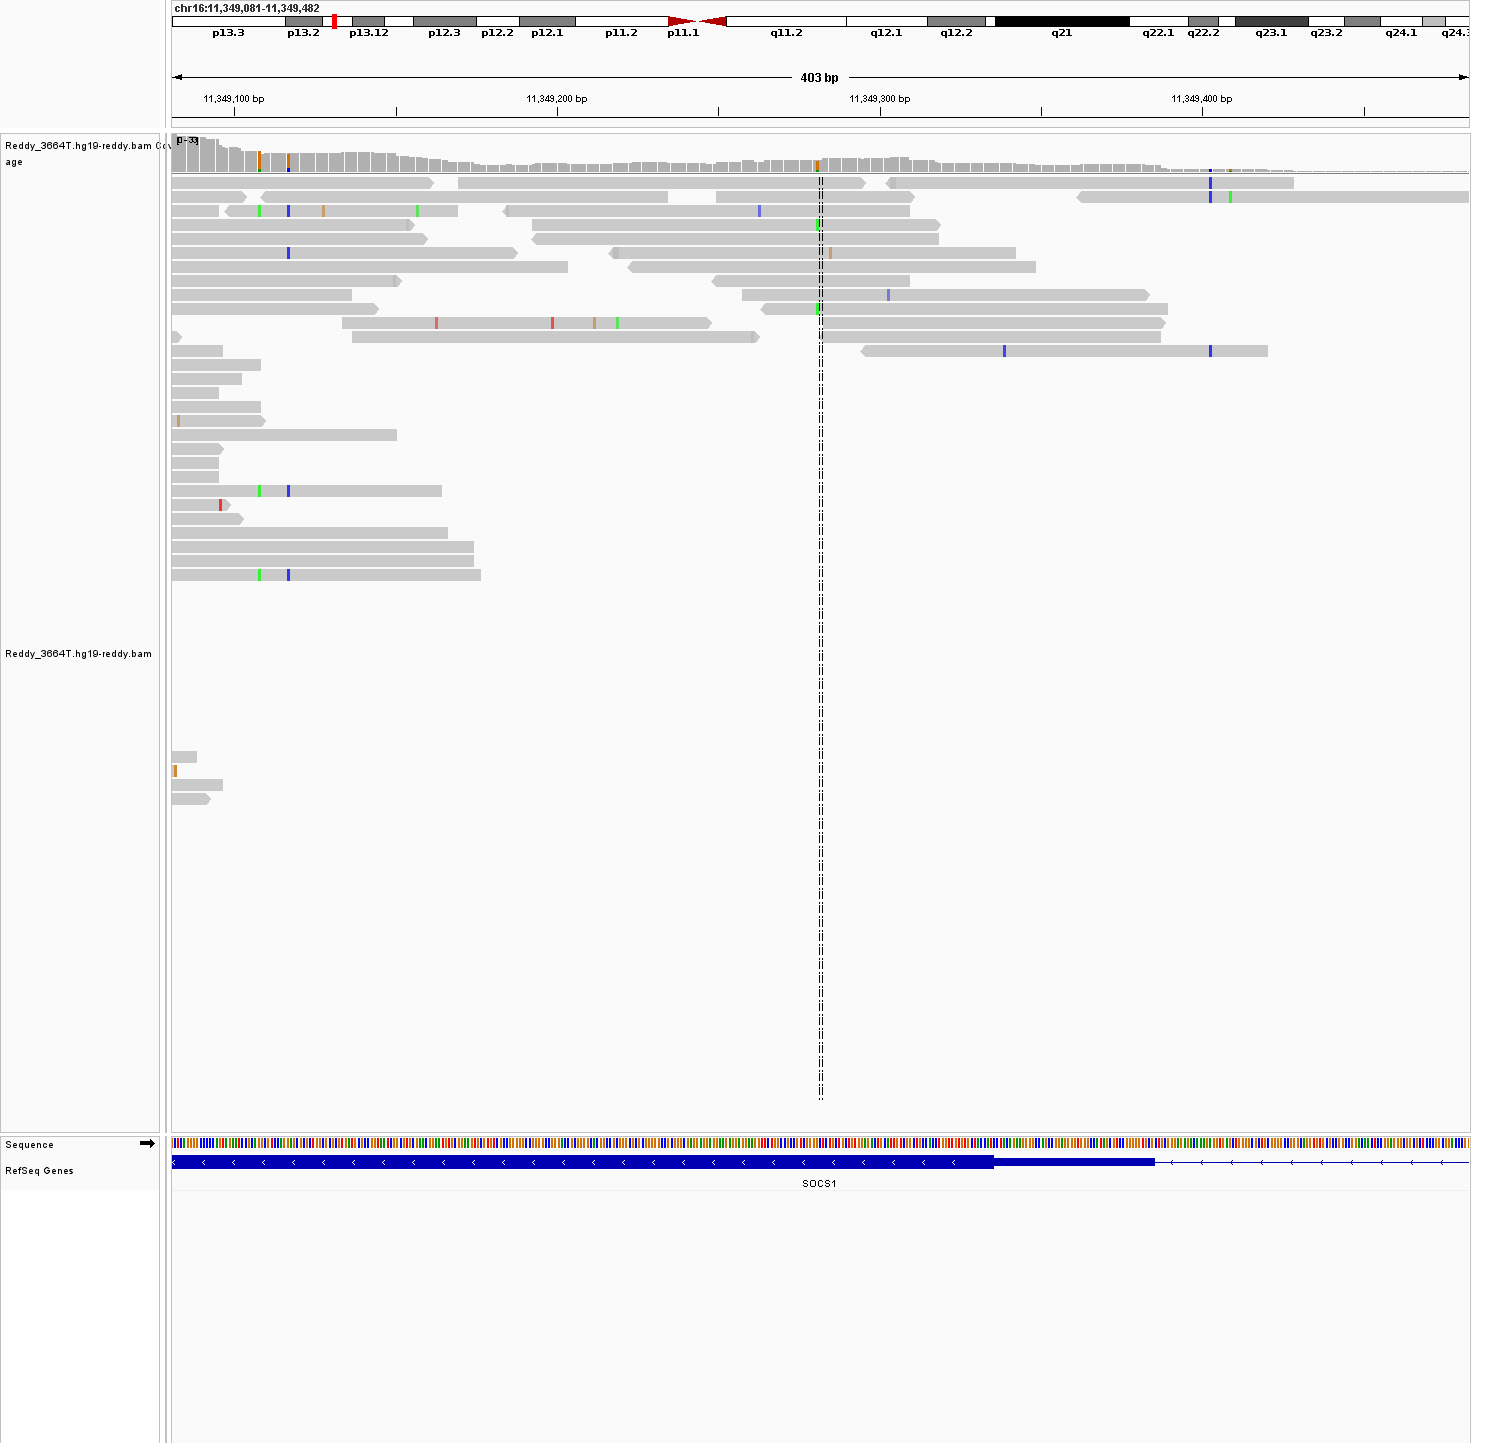 chr16:11,349,081-11,349,482
p13.3 p13.2 p13.12 p12.3 p12.2 p12.1 p11.2 p11.1 q11.2 q12.1 q12.2 q21 q22.1 q22.2 q23.1 q23.2 q24.1 q24.3
403 bp
11,349,100 bp 11,349,200 bp 11,349,300 bp 11,349,400 bp
Reddy_3664T.hg19-reddy.bam Cov
age
Reddy_3664T.hg19-reddy.bam
Sequence
RefSeq Genes
SOCS1